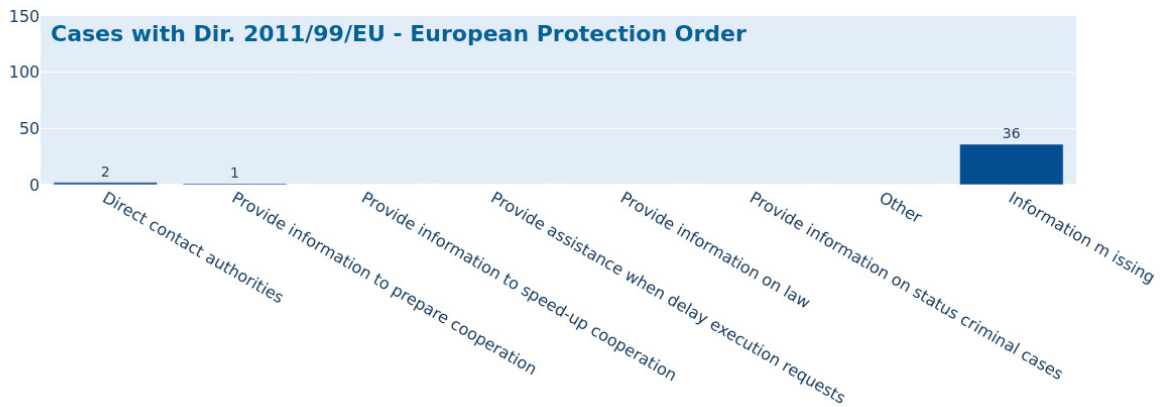 150
Cases with Dir. 2011/99/EU - European Protection Order
100
50
36
2
1
0
Direct contact authorities
Provide information to prepare cooperation
Provide information to speed-up cooperation
Provide assistance when delay execution requests
Provide information on law
Provide information on status criminal cases
Other
Information m issing